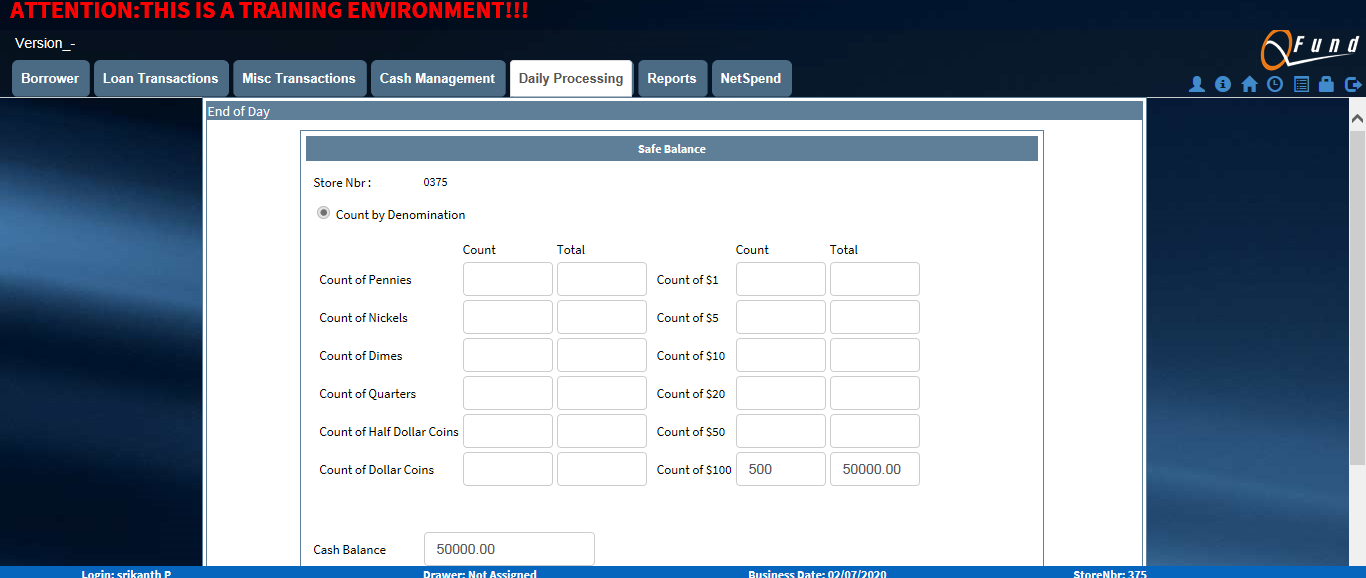 ATTENTION:THIS IS A TRAINING ENVIRONMENT!!!
Version_-
QFund
Borrower Loan Transactions Misc Transactions Cash Management Daily Processing Reports NetSpend
End of Day
Safe Balance
Store Nbr : 0375
Count by Denomination
Count Total Count Total
Count of Pennies Count of $1
Count of Nickels Count of $5
Count of Dimes Count of $10
Count of Quarters Count of $20
Count of Half Dollar Coins Count of $50
Count of Dollar Coins Count of $100 500 50000.00
Cash Balance 50000.00
Login: srikanth P Drawer: Not Assigned Business Date: 02/07/2020 StoreNbr: 375